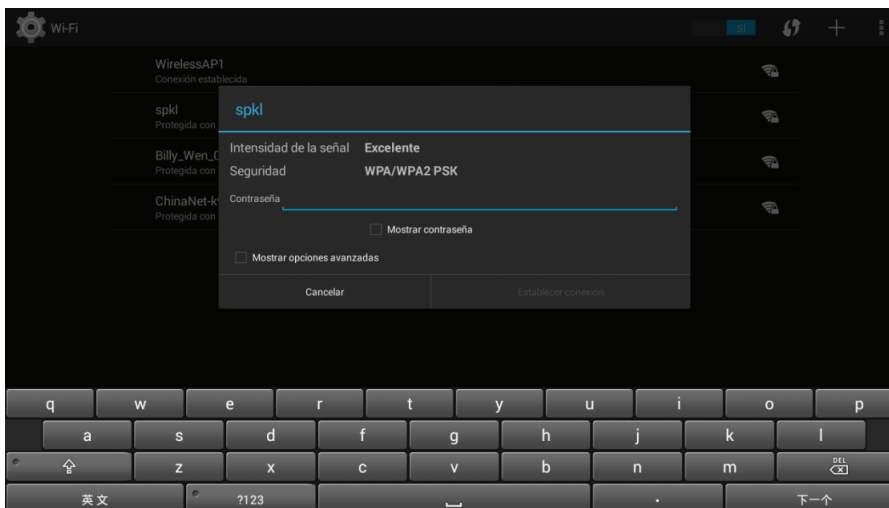 Wi-Fi
SÍ
WirelessAP1
Conexión establecida
spkl
Protegida con
Billy_Wen_
Protegida con
ChinaNet-k
Protegida con
spkl
Intensidad de la señal Excelente
Seguridad WPA/WPA2 PSK
Contraseña
Mostrar contraseña
Mostrar opciones avanzadas
Cancelar Establecer conexión
q w e r t y u i o p
a s d f g h j k l
z x c v b n m DEL
英文 ?123 . 下一个